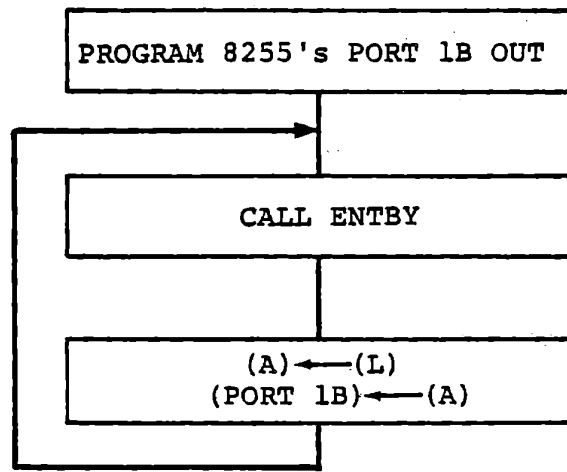 PROGRAM 8255's PORT 1B OUT
CALL ENTBY
(A)←(L)
(PORT 1B)←(A)